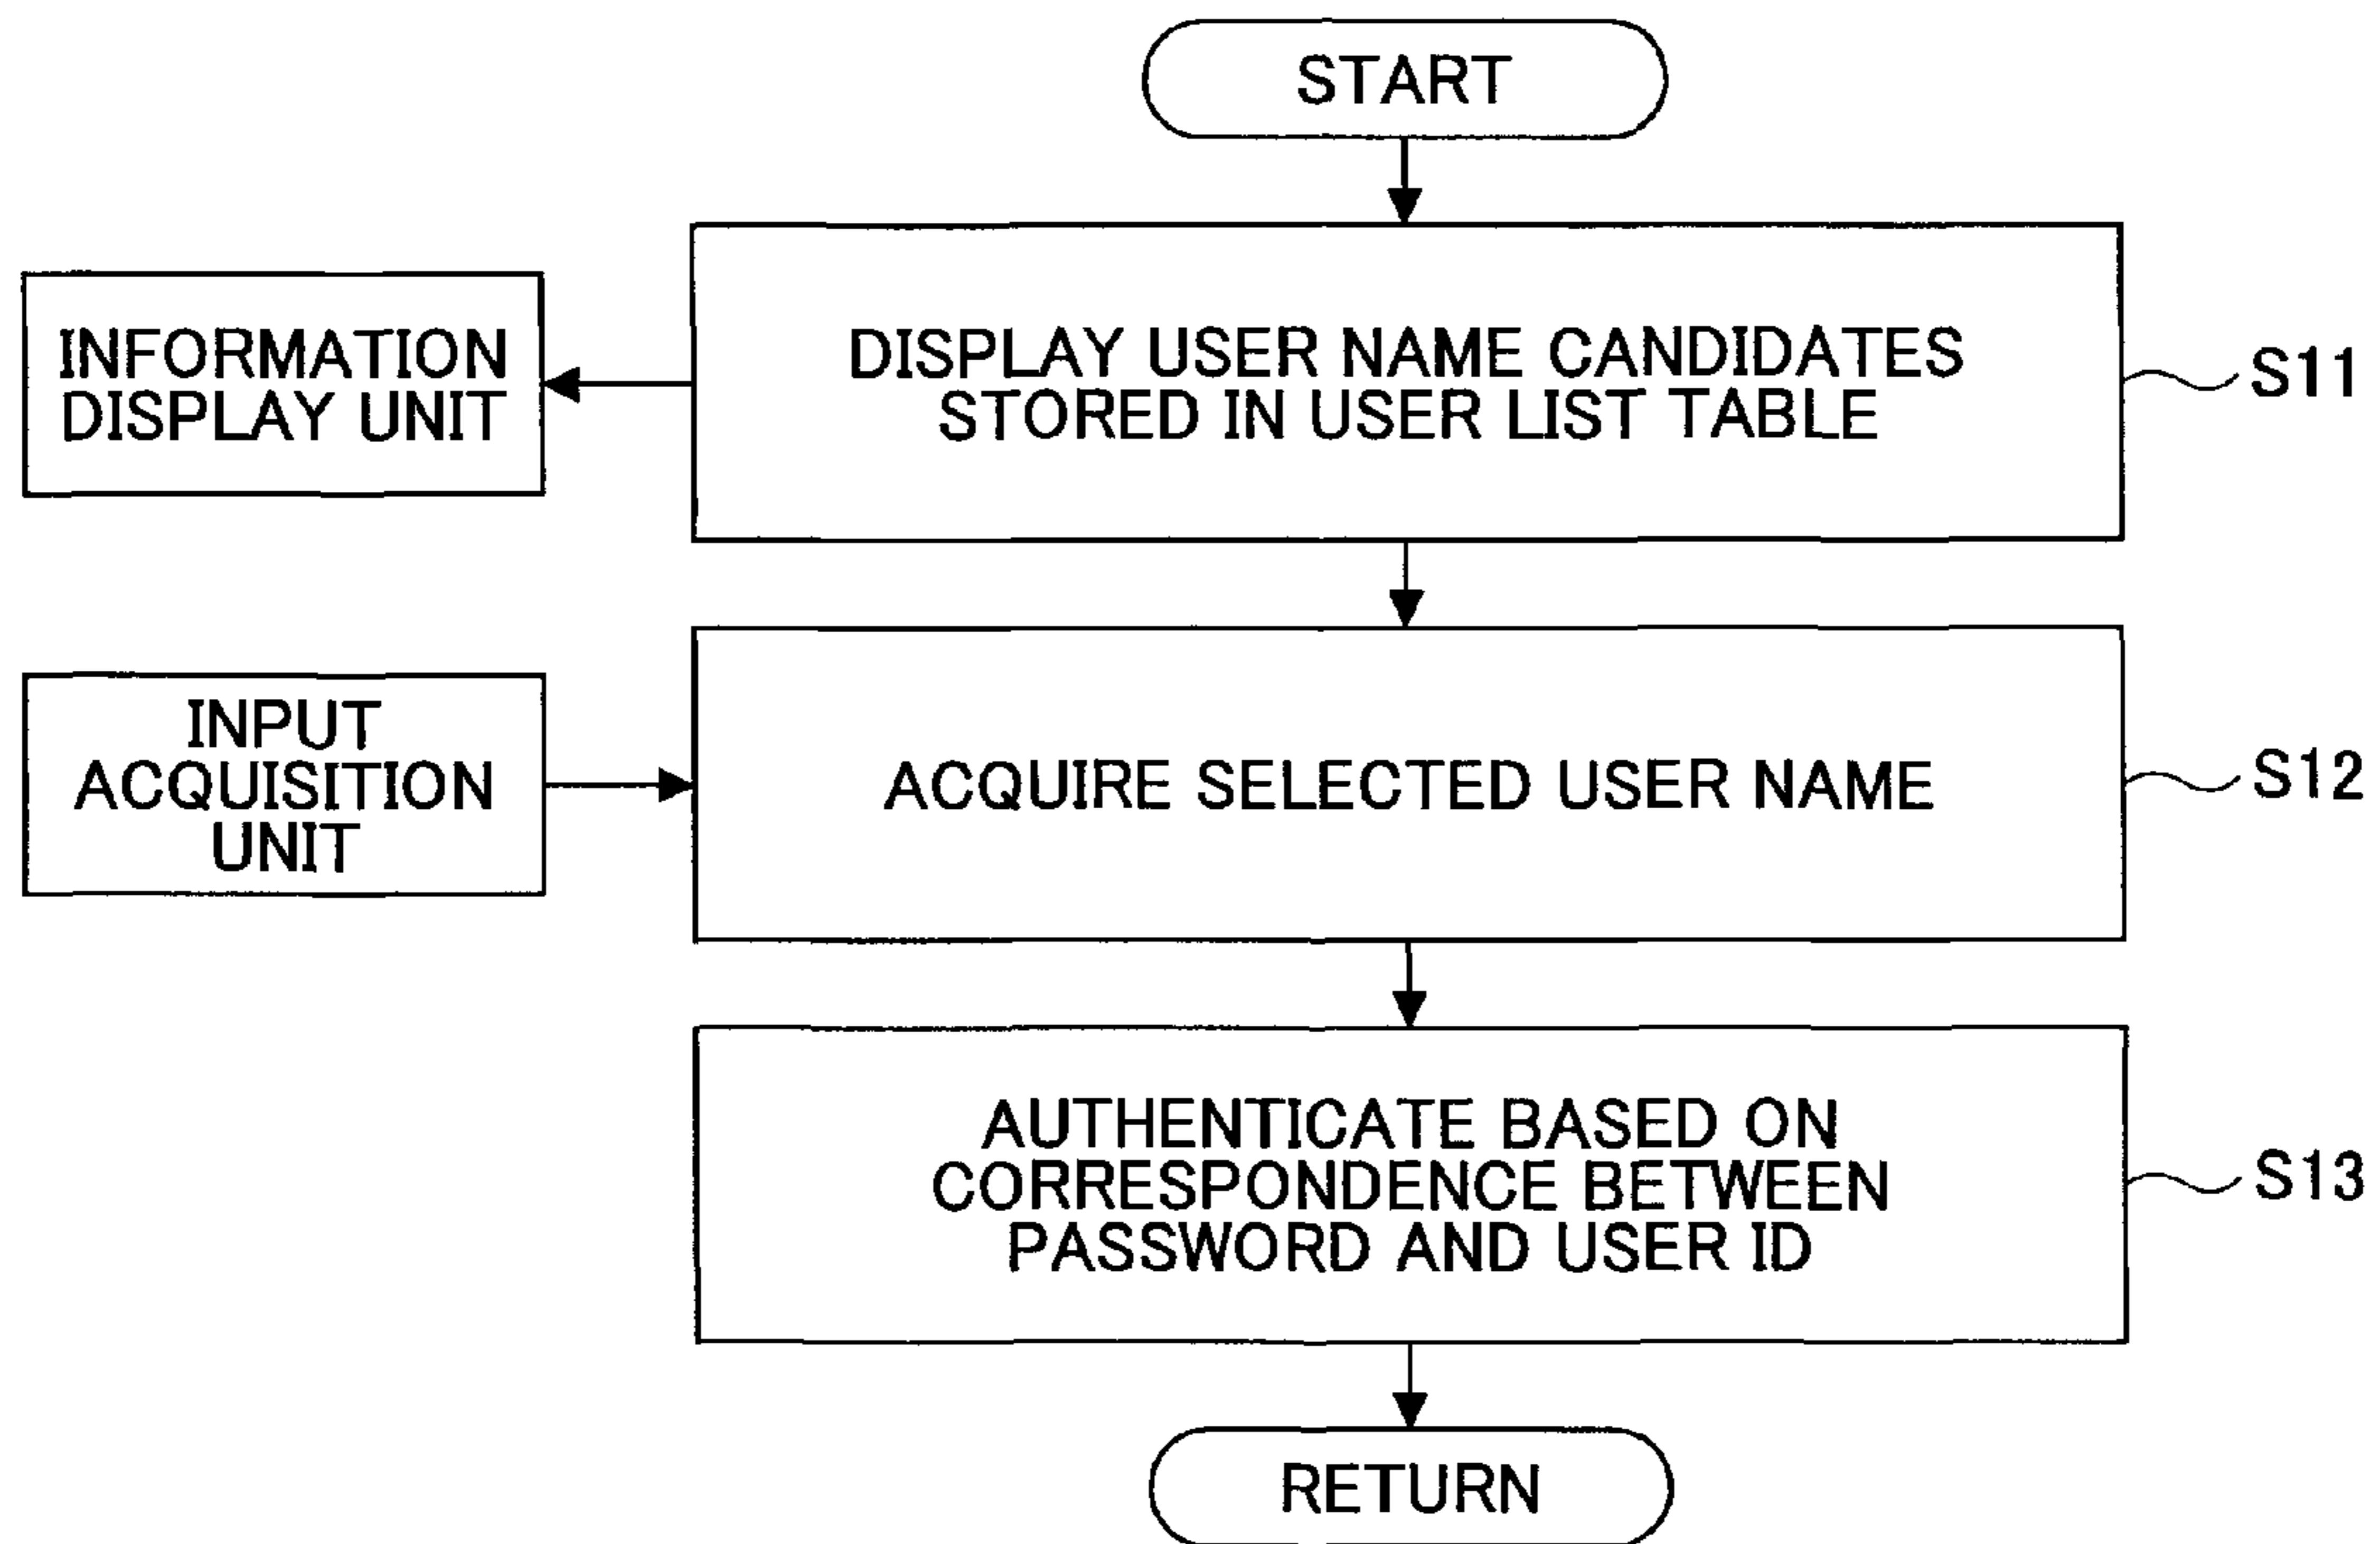 START
INFORMATION
DISPLAY UNIT
DISPLAY USER NAME CANDIDATES
STORED IN USER LIST TABLE
S11
INPUT
ACQUISITION
UNIT
ACQUIRE SELECTED USER NAME
S12
AUTHENTICATE BASED ON
CORRESPONDENCE BETWEEN
PASSWORD AND USER ID
S13
RETURN